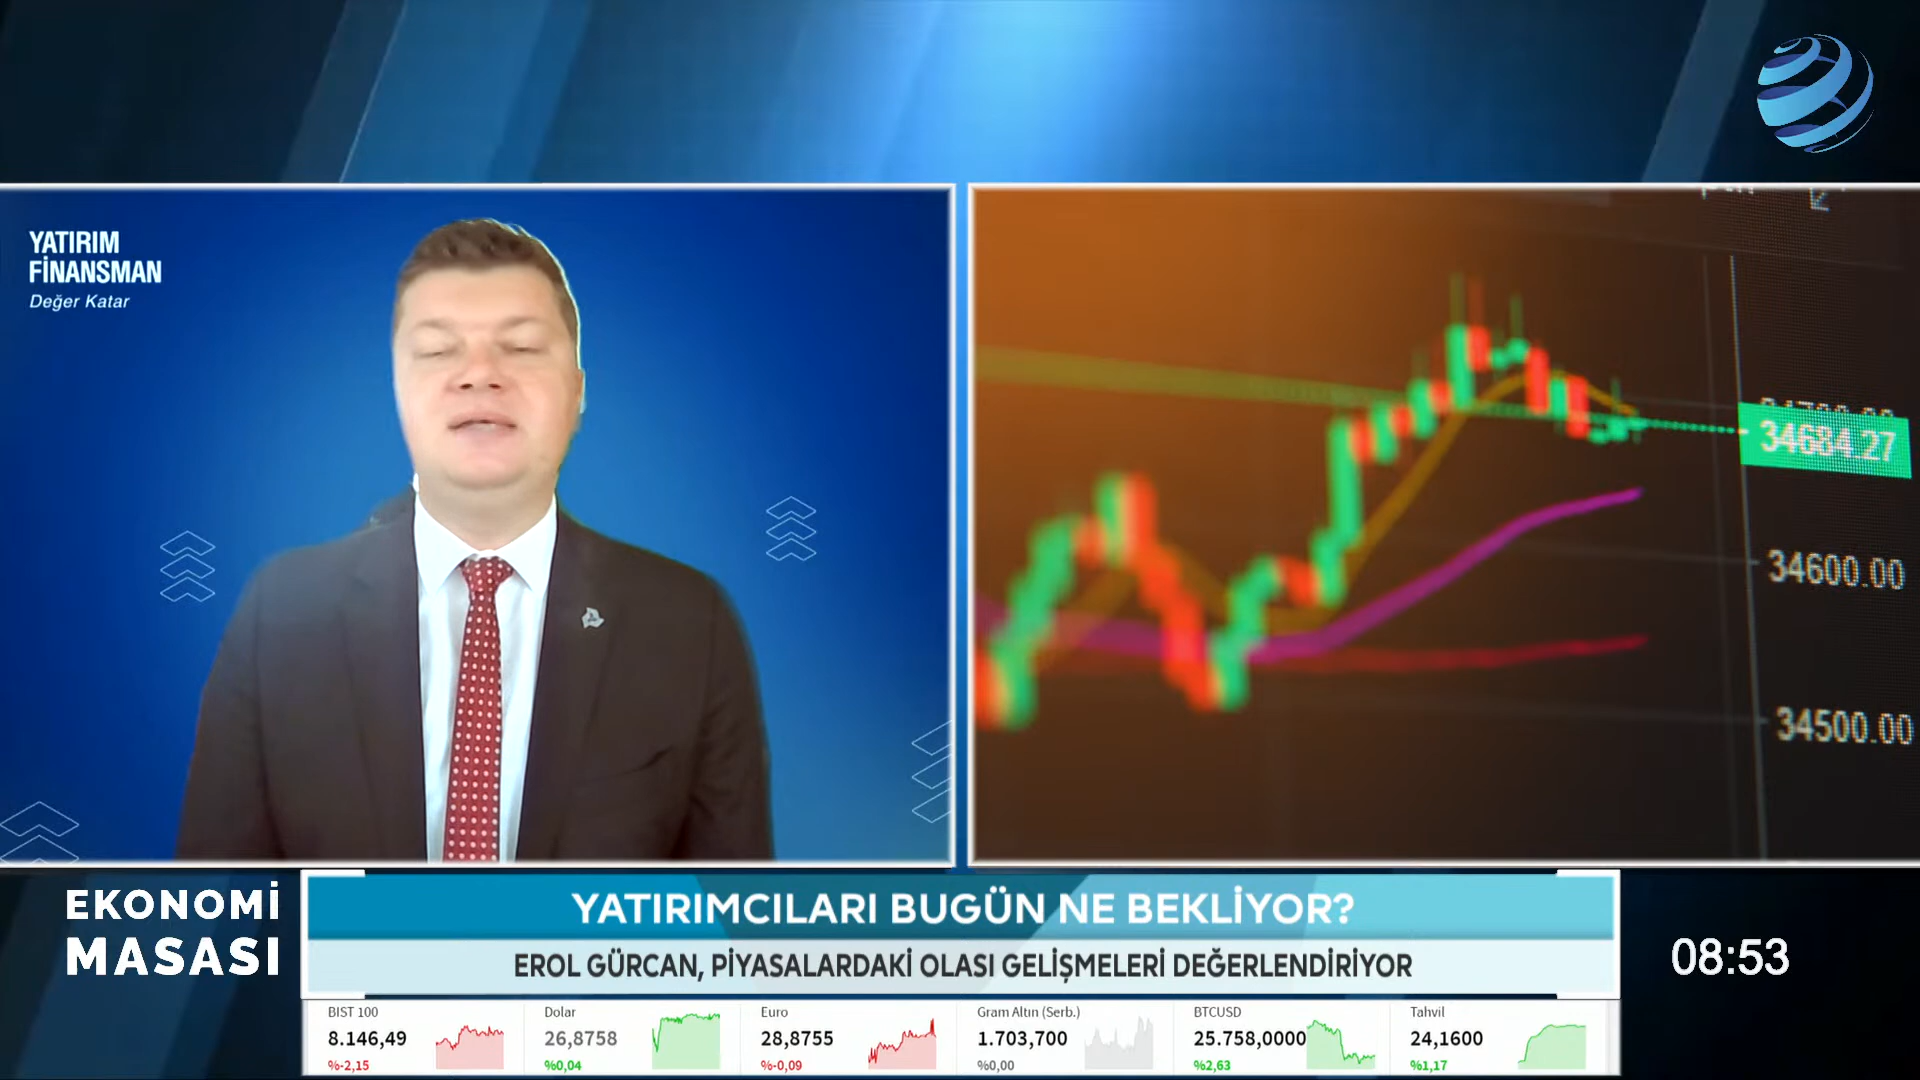 YATIRIM
FİNANSMAN
Değer Katar
34684.27
34600.00
34500.00
EKONOMİ
MASASI
YATIRIMCILARI BUGÜN NE BEKLİYOR?
EROL GÜRCAN, PİYASALARDAKİ OLASI GELİŞMELERİ DEĞERLENDİRİYOR
08:53
BIST 100
8.146,49
%-2,15
Dolar
26,8758
%0,04
Euro
28,8755
%-0,09
Gram Altın (Serb.)
1.703,700
%0,00
BTCUSD
25.758,0000
%2,63
Tahvil
24,1600
%1,17